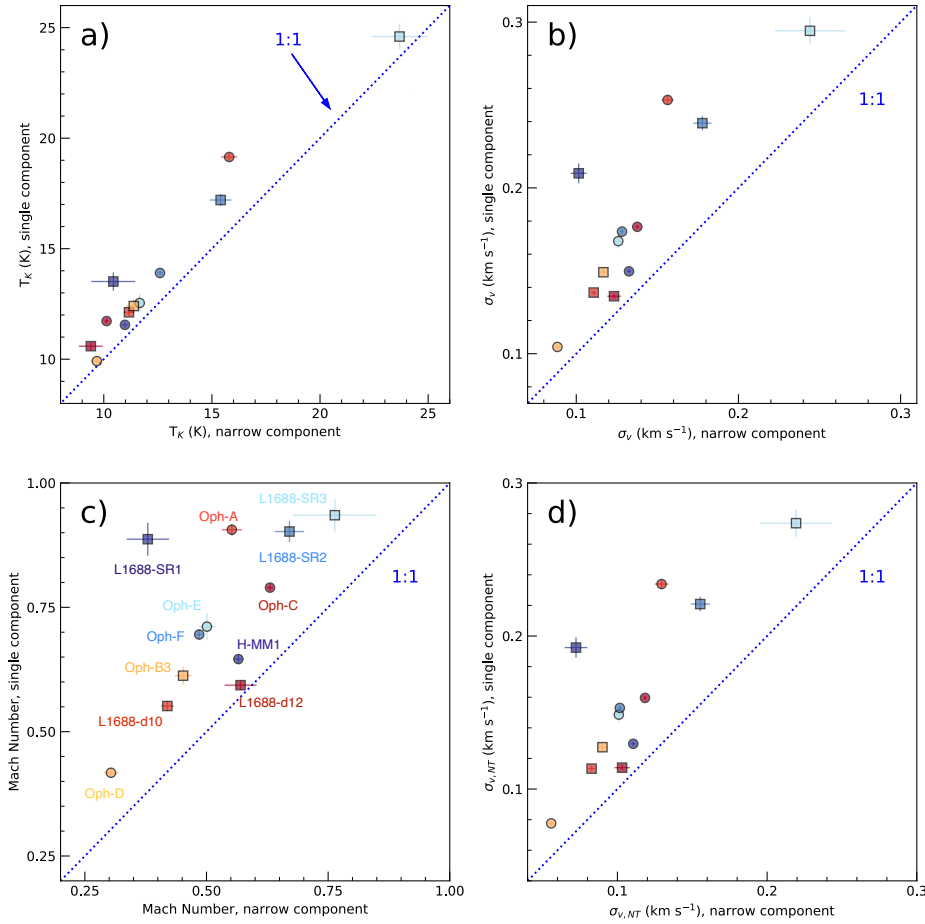 a)
1:1
25
20
15
10
T_K (K), single component
10
15
20
25
T_K (K), narrow component
b)
1:1
0.3
0.2
0.1
σ_v (km s⁻¹), single component
0.1
0.2
0.3
σ_v (km s⁻¹), narrow component
c)
L1688-SR3
Oph-A
L1688-SR1
L1688-SR2
1:1
Oph-E
Oph-C
Oph-F
H-MM1
Oph-B3
L1688-d10
L1688-d12
Oph-D
1.00
0.75
0.50
0.25
Mach Number, single component
0.25
0.50
0.75
1.00
Mach Number, narrow component
d)
1:1
0.3
0.2
0.1
σ_{v,NT} (km s⁻¹), single component
0.1
0.2
0.3
σ_{v,NT} (km s⁻¹), narrow component